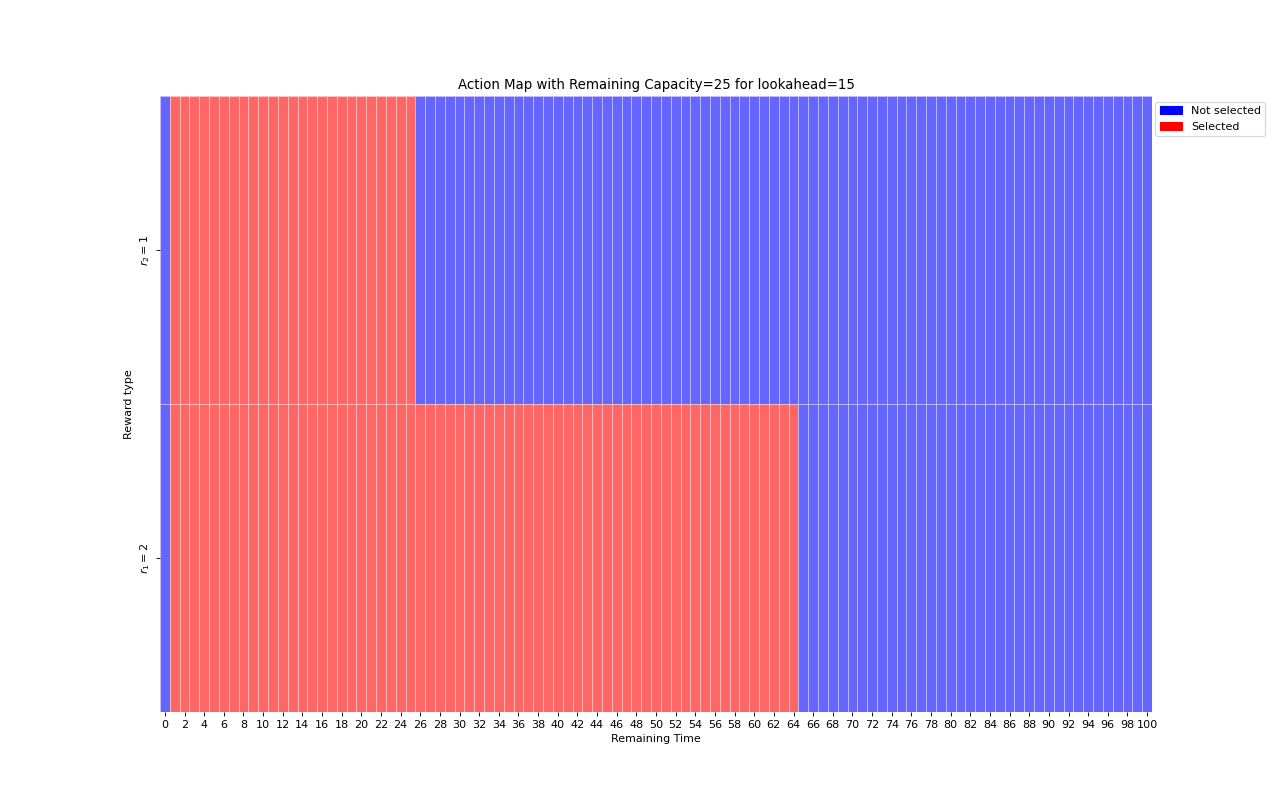 Action Map with Remaining Capacity=25 for lookahead=15
Not selected
Selected
r₂ = 1
Reward type
r₁ = 2
0 2 4 6 8 10 12 14 16 18 20 22 24 26 28 30 32 34 36 38 40 42 44 46 48 50 52 54 56 58 60 62 64 66 68 70 72 74 76 78 80 82 84 86 88 90 92 94 96 98 100
Remaining Time